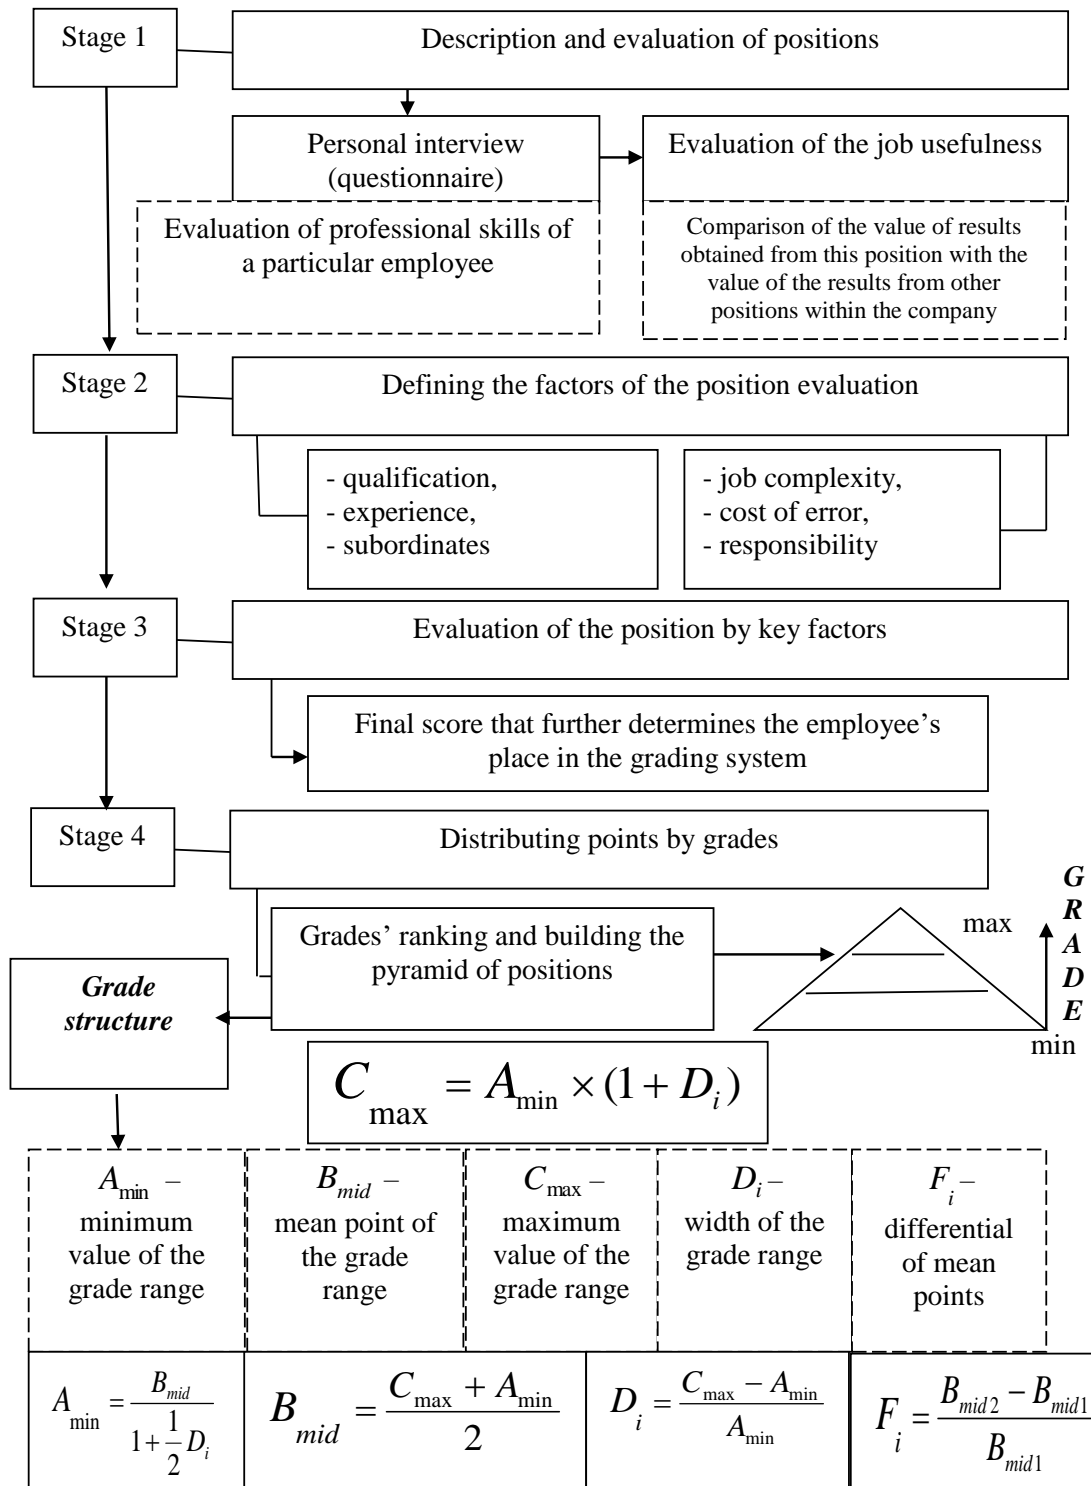 Stage 1
Description and evaluation of positions
Personal interview
(questionnaire)
Evaluation of the job usefulness
Evaluation of professional skills of
a particular employee
Comparison of the value of results
obtained from this position with the
value of the results from other
positions within the company
Stage 2
Defining the factors of the position evaluation
- qualification,
- experience,
- subordinates
- job complexity,
- cost of error,
- responsibility
Stage 3
Evaluation of the position by key factors
Final score that further determines the employee's
place in the grading system
Stage 4
Distributing points by grades
Grades' ranking and building the
pyramid of positions
max
min
G
R
A
D
E
Grade
structure
C_max = A_min × (1 + D_i)
A_min –
minimum
value of the
grade range
B_mid –
mean point of
the grade
range
C_max –
maximum
value of the
grade range
D_i –
width of the
grade range
F_i –
differential
of mean
points
A_min = B_mid / (1 + 1/2 D_i)
B_mid = (C_max + A_min) / 2
D_i = (C_max − A_min) / A_min
F_i = (B_mid2 − B_mid1) / B_mid1